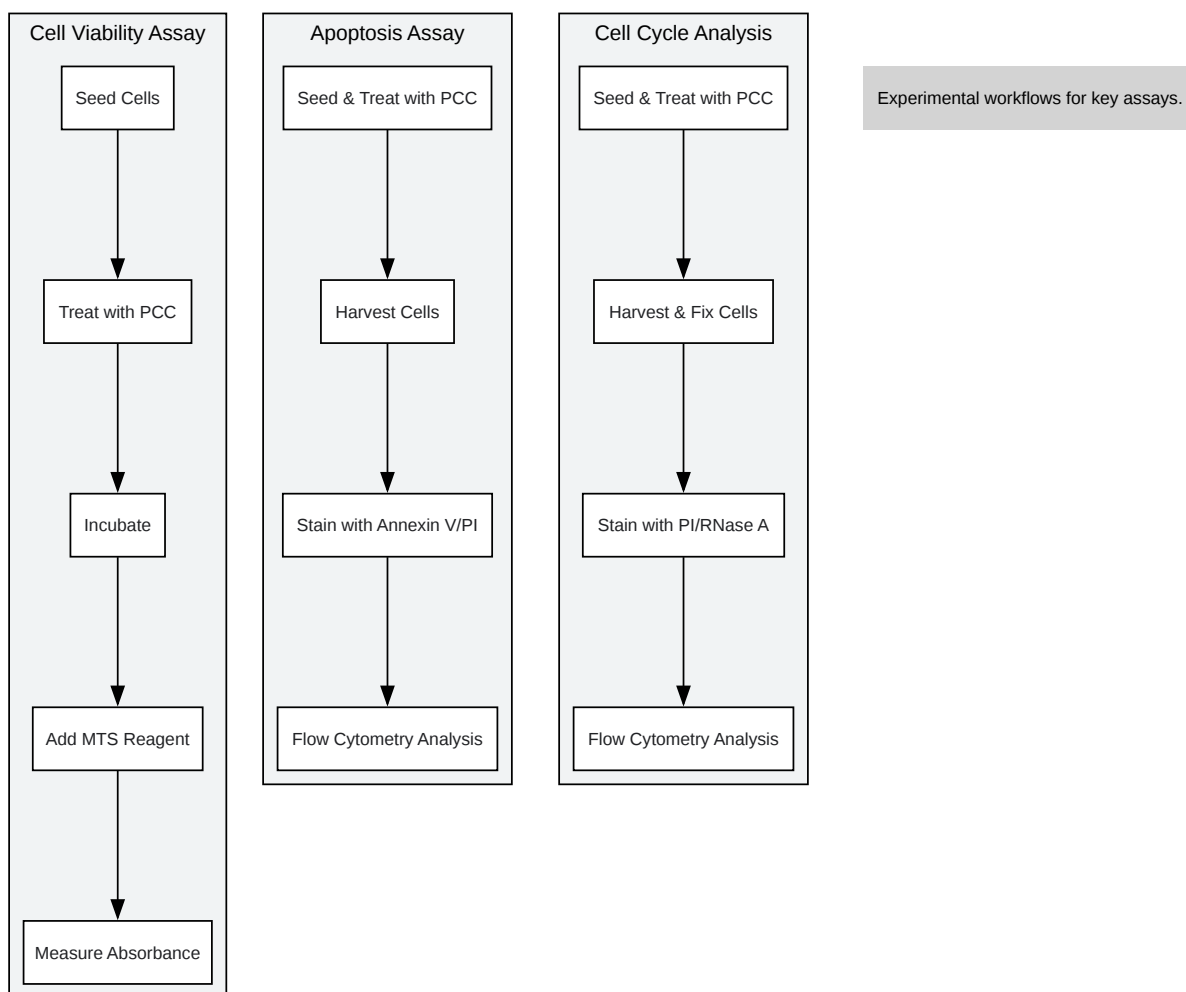 Cell Viability Assay
Seed Cells
Treat with PCC
Incubate
Add MTS Reagent
Measure Absorbance
Apoptosis Assay
Seed & Treat with PCC
Harvest Cells
Stain with Annexin V/PI
Flow Cytometry Analysis
Cell Cycle Analysis
Seed & Treat with PCC
Harvest & Fix Cells
Stain with PI/RNase A
Flow Cytometry Analysis
Experimental workflows for key assays.